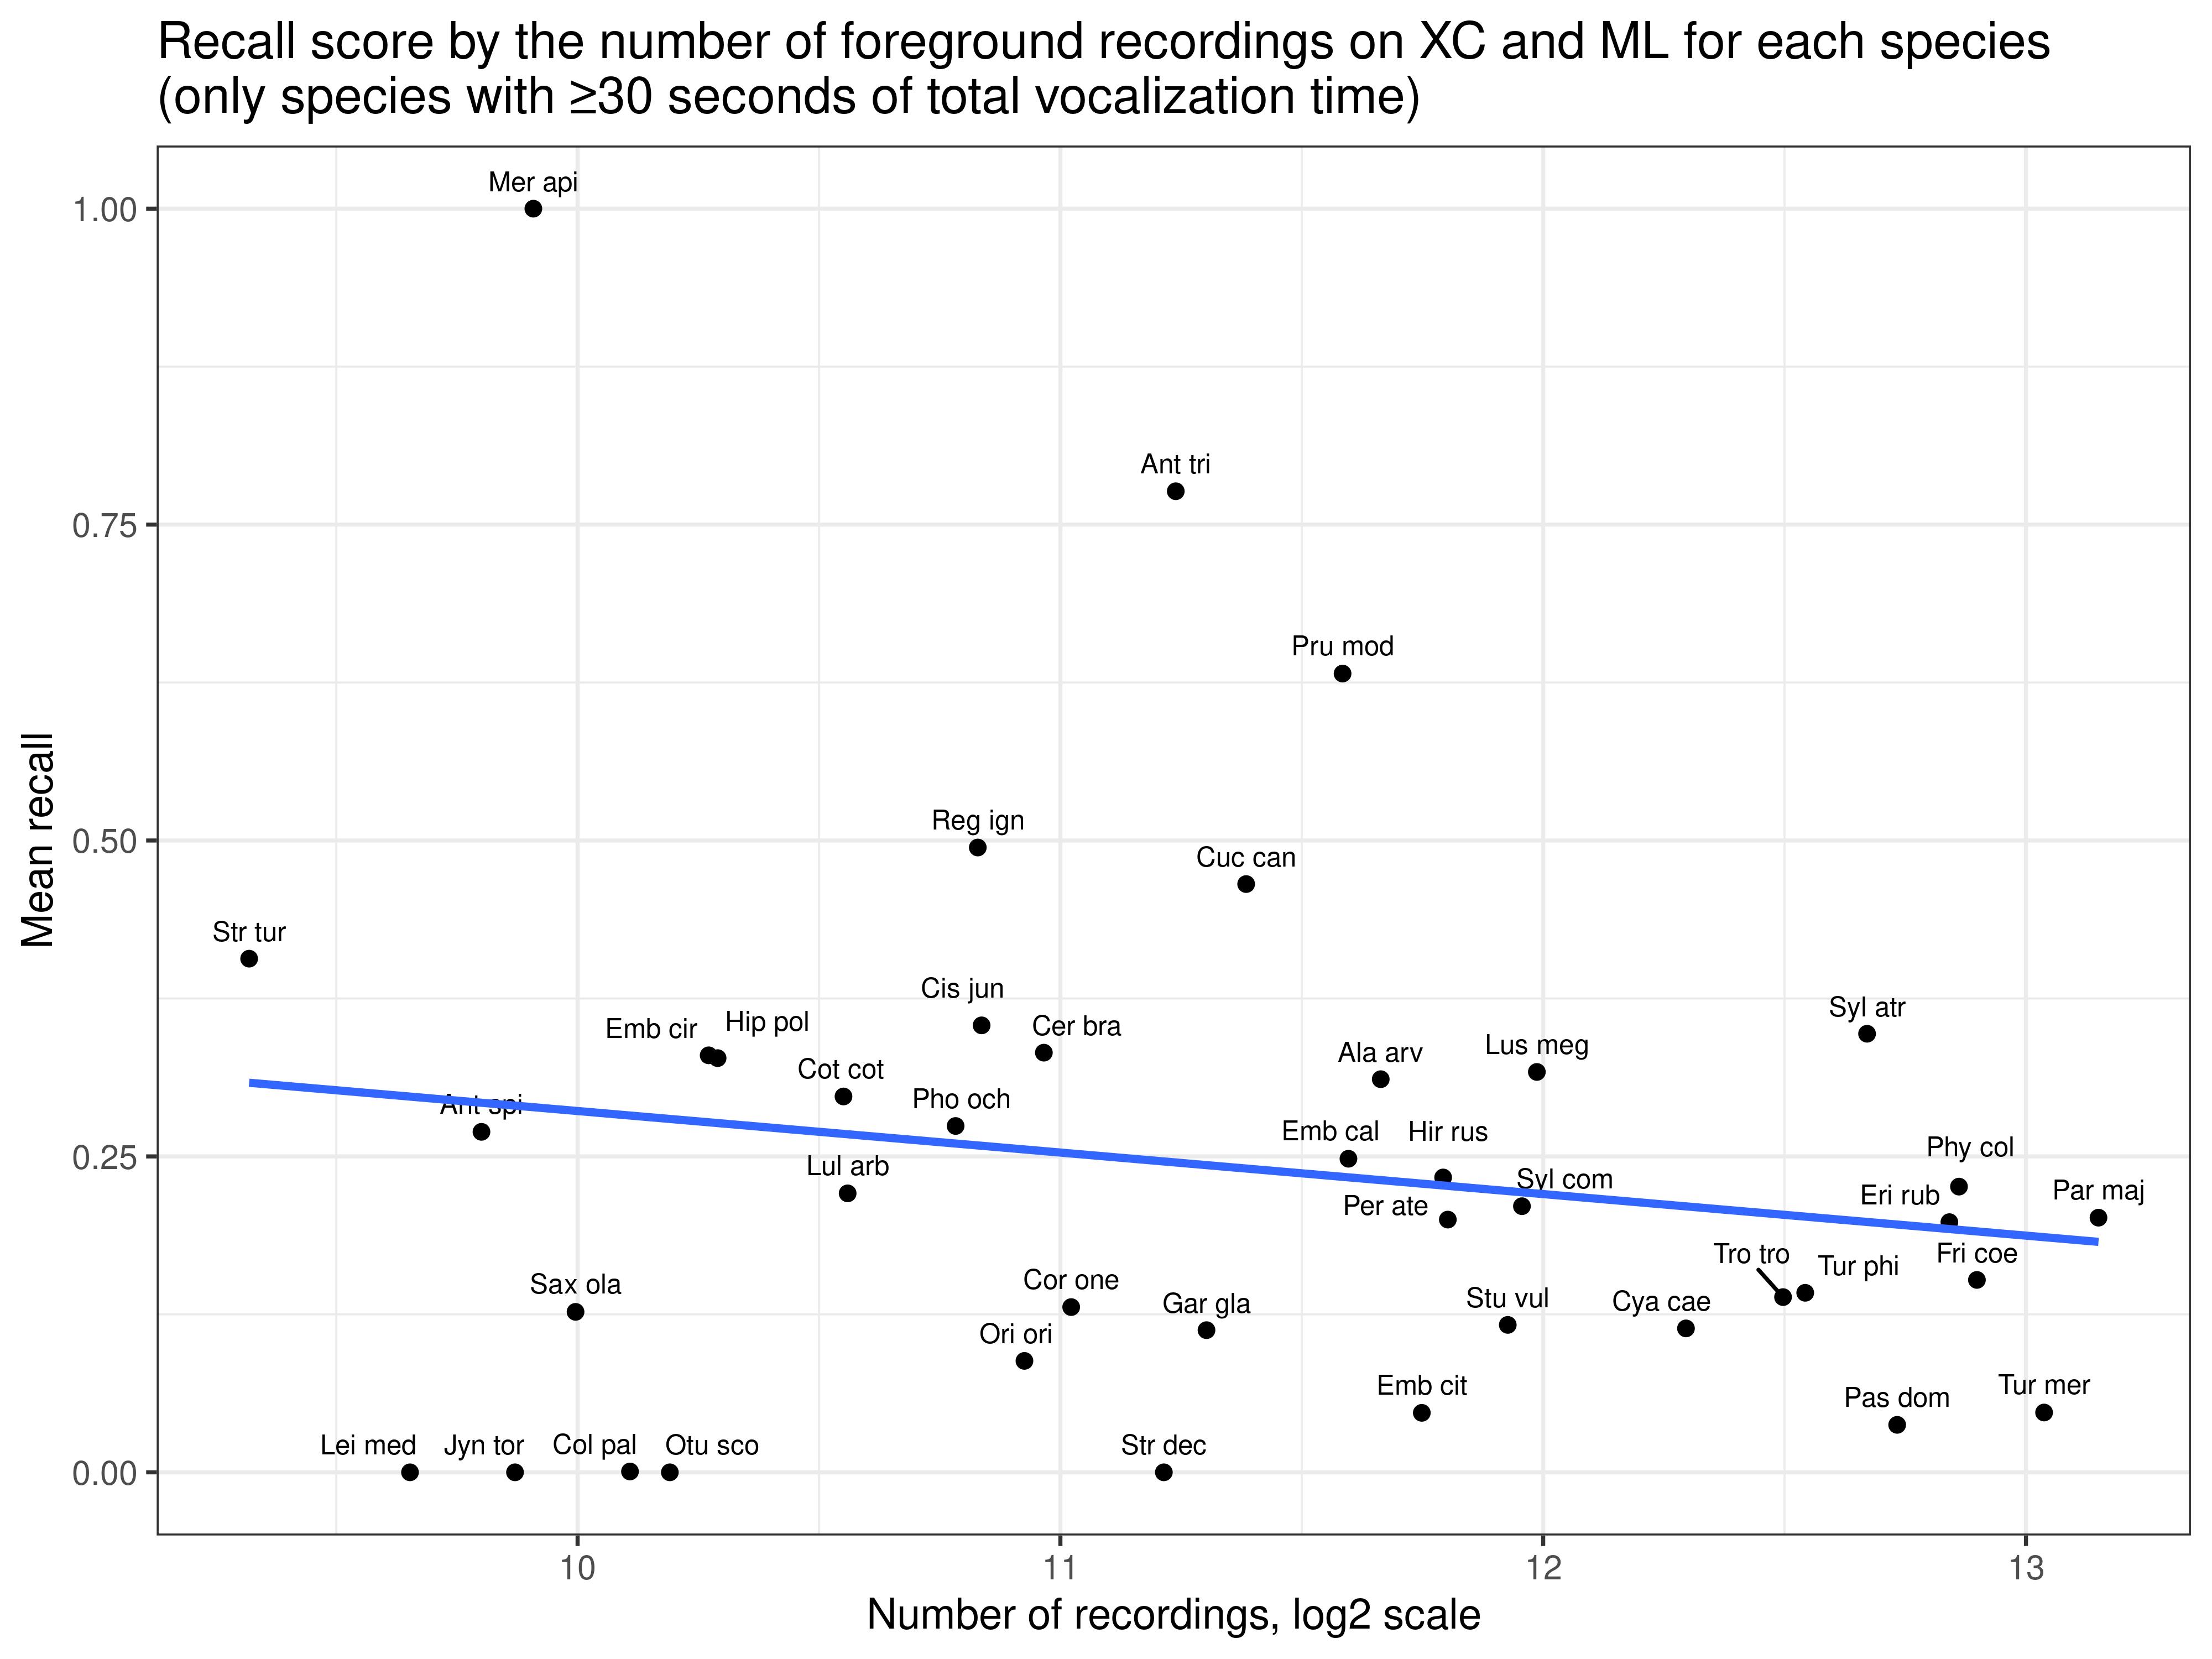 Recall score by the number of foreground recordings on XC and ML for each species
(only species with ≥30 seconds of total vocalization time)
Mer api
1.00
Ant tri
0.75
Pru mod
Reg ign
0.50
Cuc can
Mean recall
Str tur
Cis jun
Syl atr
Emb cir
Hip pol
Cer bra
Lus meg
Ala arv
Cot cot
Ant spi
Pho och
Emb cal
Hir rus
Phy col
0.25
Lul arb
Syl com
Par maj
Eri rub
Per ate
Tro tro
Fri coe
Tur phi
Sax ola
Cor one
Gar gla
Stu vul
Cya cae
Ori ori
Emb cit
Tur mer
Pas dom
Lei med
Jyn tor
Col pal
Otu sco
Str dec
0.00
10
11
12
13
Number of recordings, log2 scale